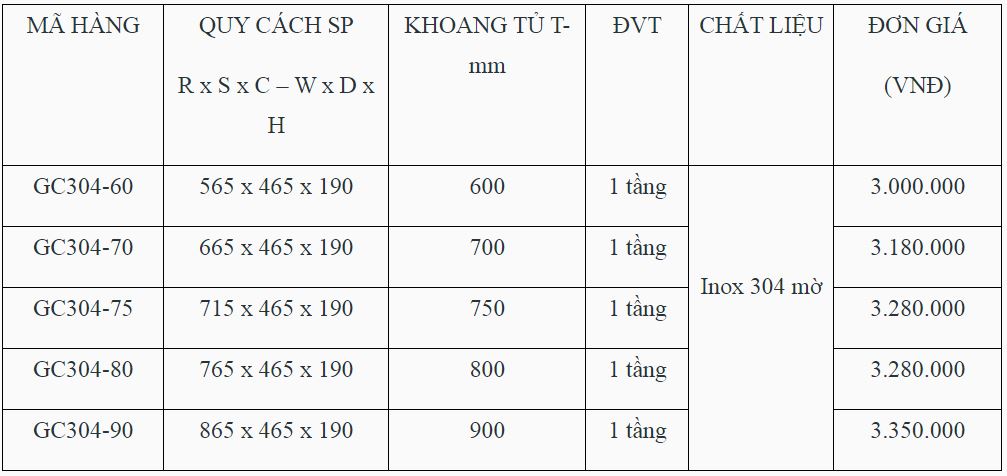 MÃ HÀNG QUY CÁCH SP KHOANG TỦ T- ĐVT CHẤT LIỆU ĐƠN GIÁ
R x S x C – W x D x mm (VNĐ)
H
GC304-60 565 x 465 x 190 600 1 tầng 3.000.000
GC304-70 665 x 465 x 190 700 1 tầng 3.180.000
Inox 304 mờ
GC304-75 715 x 465 x 190 750 1 tầng 3.280.000
GC304-80 765 x 465 x 190 800 1 tầng 3.280.000
GC304-90 865 x 465 x 190 900 1 tầng 3.350.000